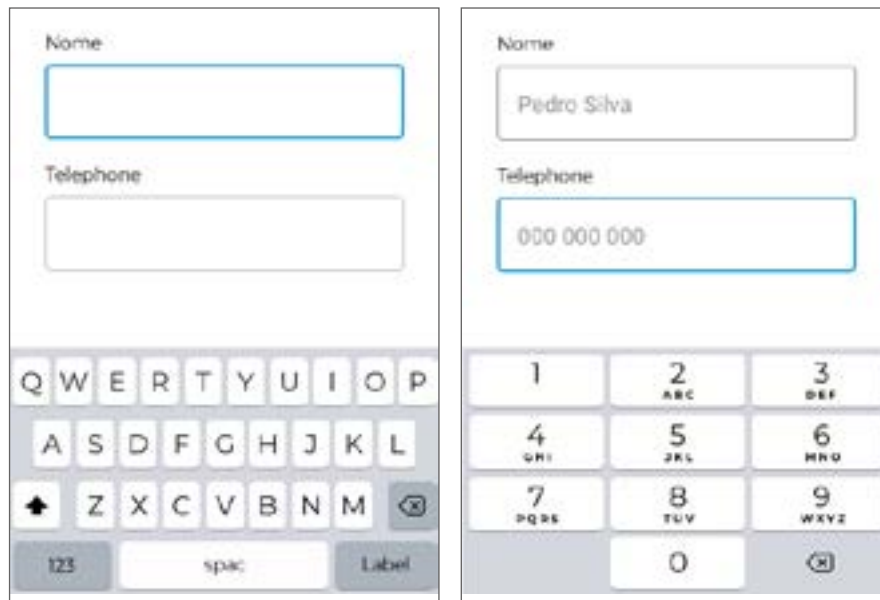 Nome
Telephone
Q W E R T Y U I O P
A S D F G H J K L
Z X C V B N M
123 spac Label
Nome
Pedro Silva
Telephone
000 000 000
1 2 3
ABC DEF
4 5 6
GHI JKL MNO
7 8 9
PQRS TUV WXYZ
0